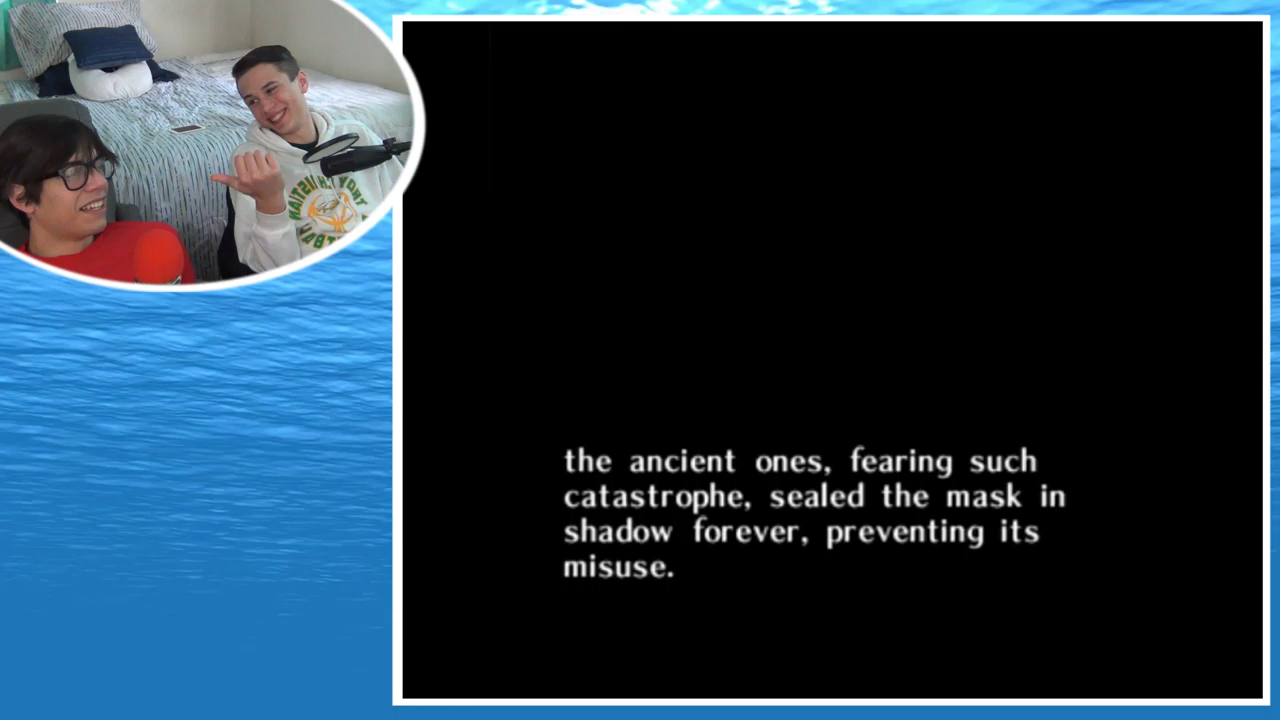 the ancient ones, fearing such
catastrophe, sealed the mask in
shadow forever, preventing its
misuse.